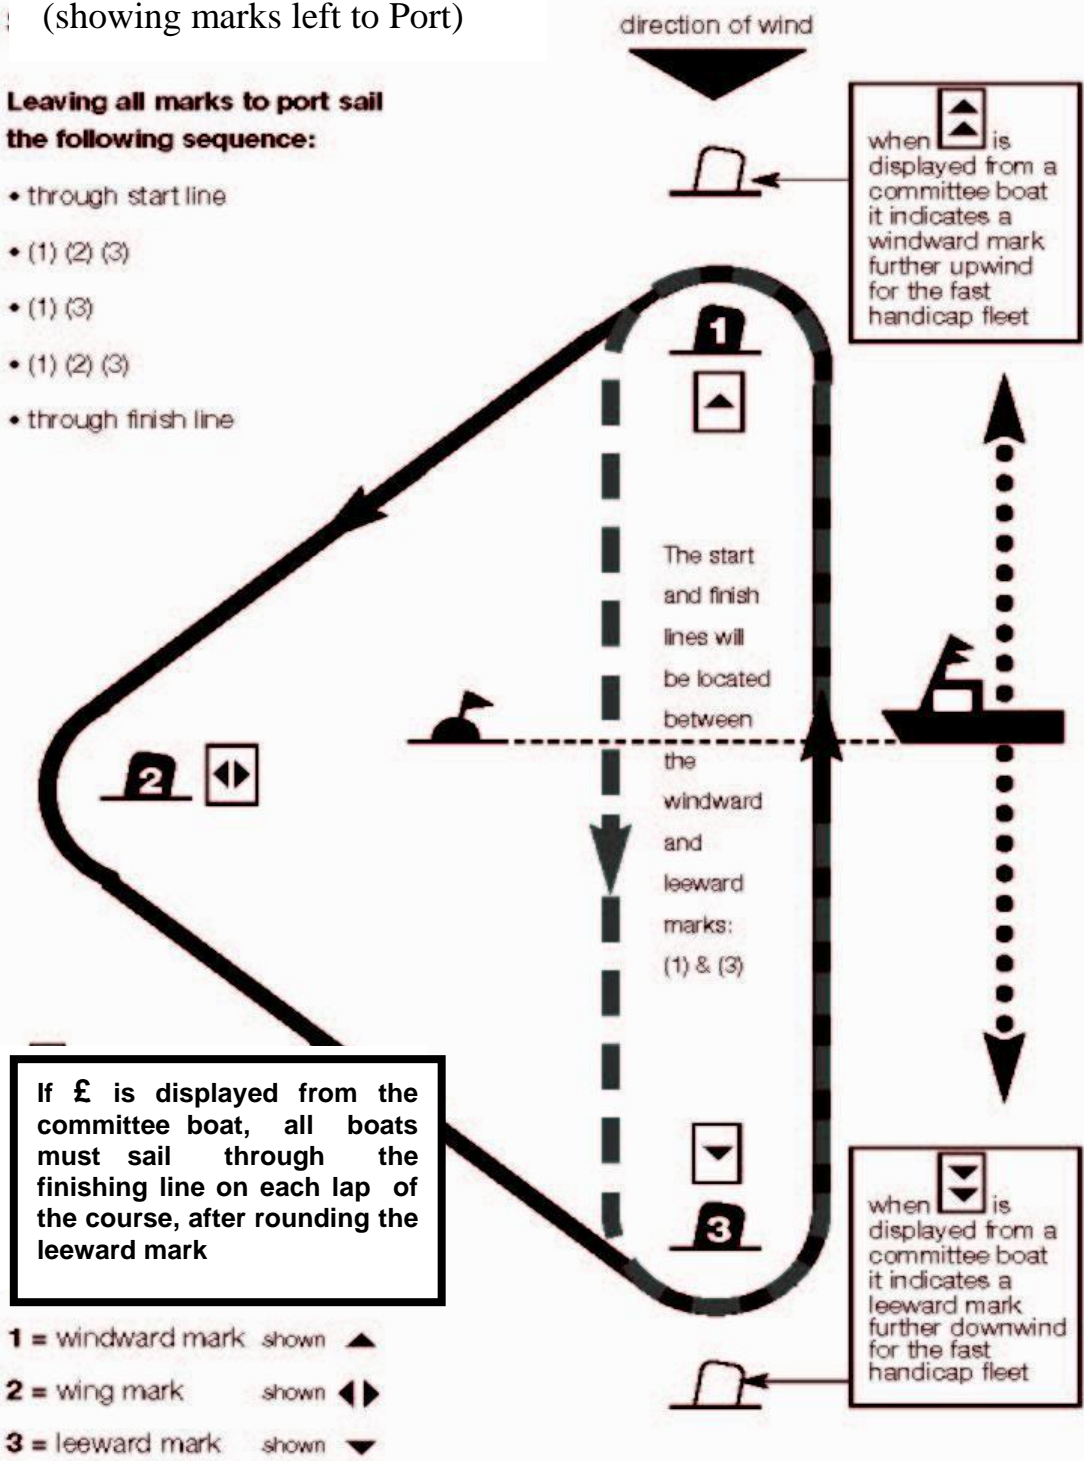 (showing marks left to Port)
direction of wind
Leaving all marks to port sail
the following sequence:
• through start line
• (1) (2) (3)
• (1) (3)
• (1) (2) (3)
• through finish line
when is
displayed from a
committee boat
it indicates a
windward mark
further upwind
for the fast
handicap fleet
1
The start
and finish
lines will
be located
between
the
windward
and
leeward
marks:
(1) & (3)
2
3
If £ is displayed from the
committee boat, all boats
must sail through the
finishing line on each lap of
the course, after rounding the
leeward mark
when is
displayed from a
committee boat
it indicates a
leeward mark
further downwind
for the fast
handicap fleet
1 = windward mark shown ▲
2 = wing mark shown ◀▶
3 = leeward mark shown ▼